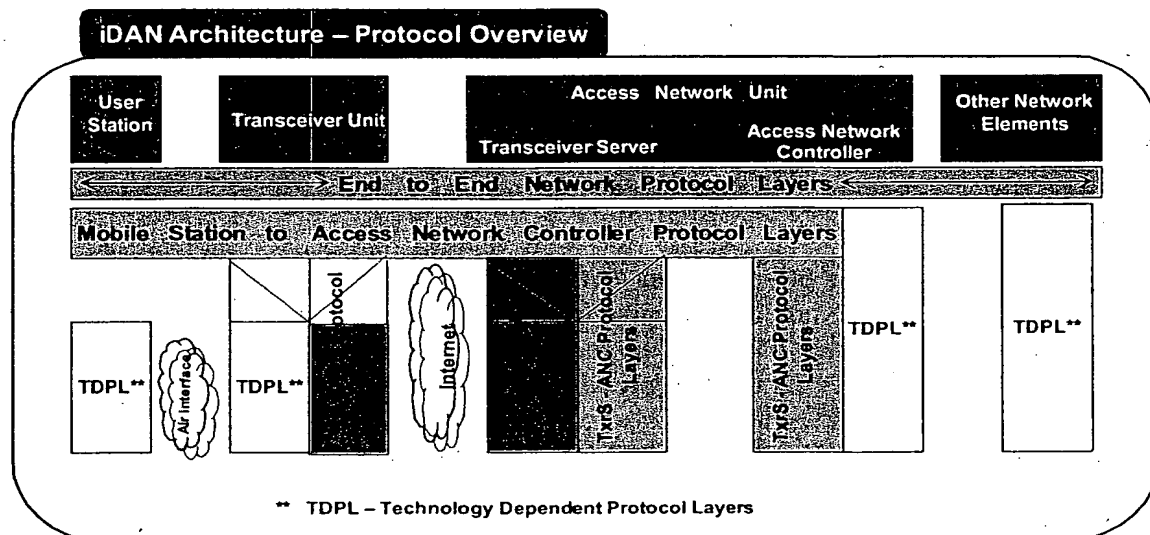 iDAN Architecture – Protocol Overview
User
Station
Transceiver Unit
Access Network Unit
Transceiver Server
Access Network
Controller
Other Network
Elements
End to End Network Protocol Layers
Mobile Station to Access Network Controller Protocol Layers
TDPL**
Air Interface
TDPL**
Internet
TxrS - ANC Protocol
Layers
TxrS - ANC Protocol
Layers
TDPL**
TDPL**
** TDPL – Technology Dependent Protocol Layers